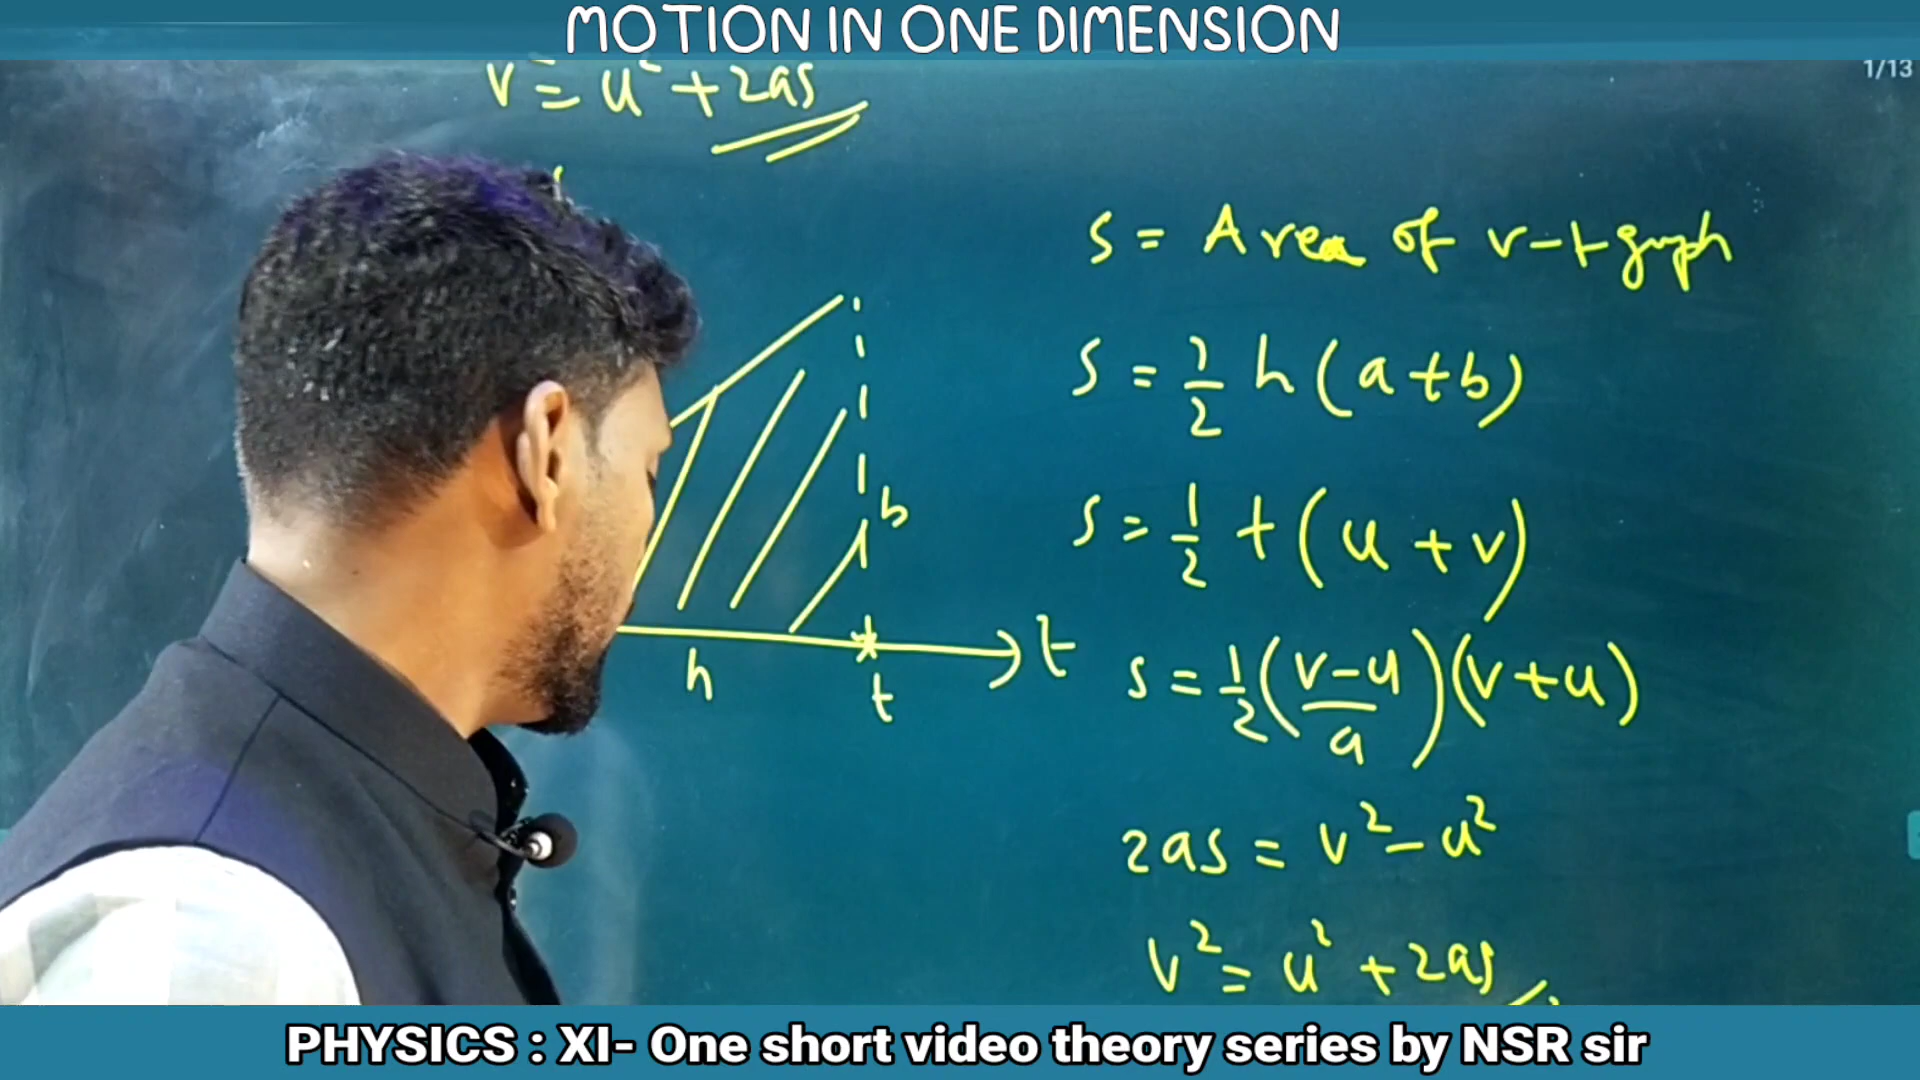 MOTION IN ONE DIMENSION
1/13
v² = u² + 2as
s = Area of v-t graph
s = 1/2 h (a+b)
s = 1/2 t (u + v)
b
h
t
t
s = 1/2 ((v-u)/a) (v+u)
2as = v² - u²
v² = u² + 2as
PHYSICS : XI- One short video theory series by NSR sir